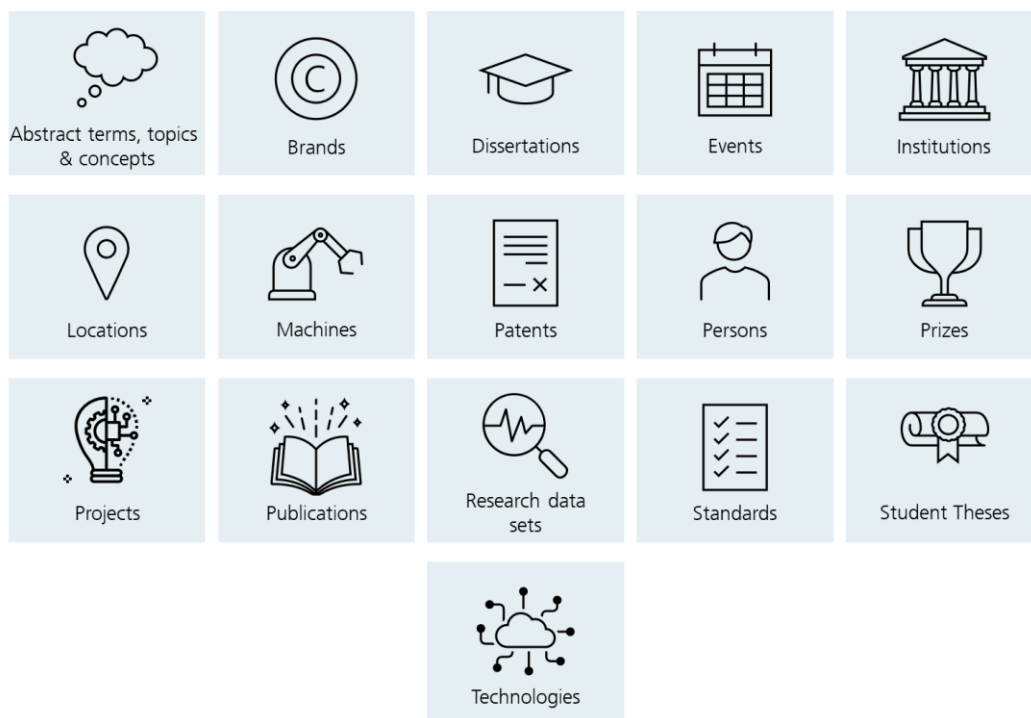 Abstract terms, topics
& concepts
C
Brands
Dissertations
Events
Institutions
Locations
Machines
Patents
Persons
Prizes
Projects
Publications
Research data
sets
Standards
Student Theses
Technologies